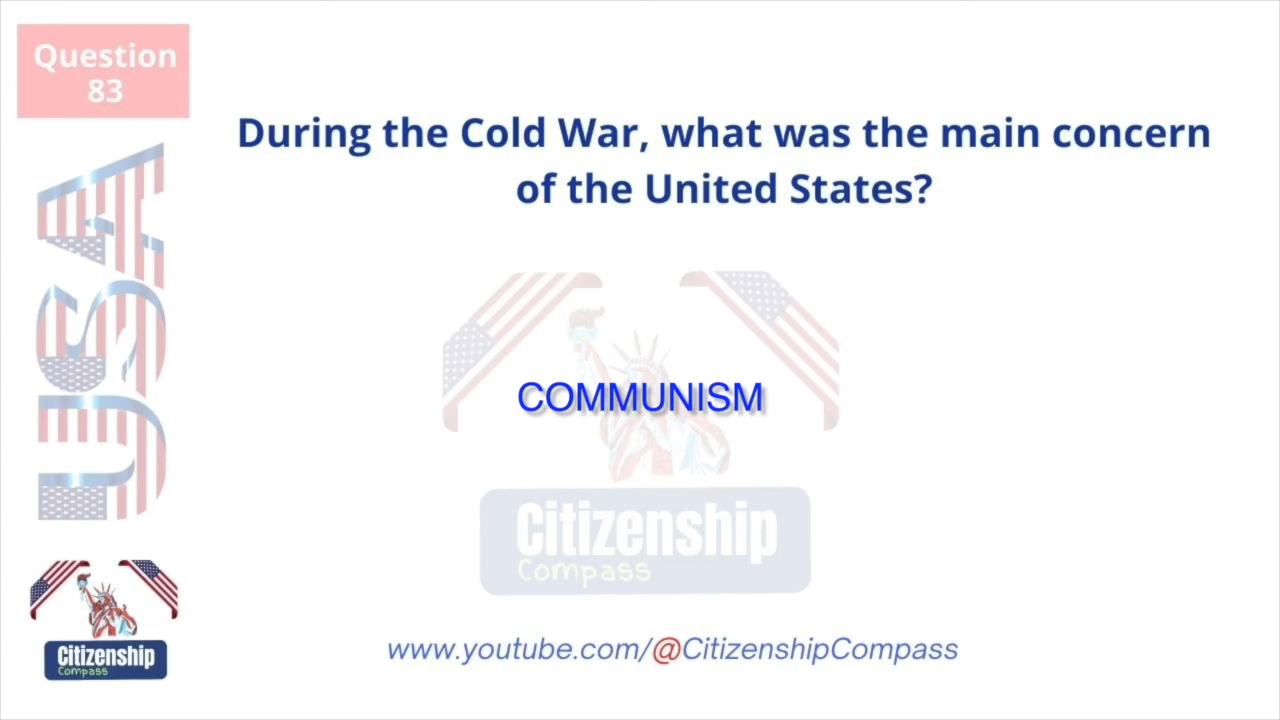 Question
83
During the Cold War, what was the main concern
of the United States?
USA
COMMUNISM
Citizenship
Compass
www.youtube.com/@CitizenshipCompass
Citizenship
Compass